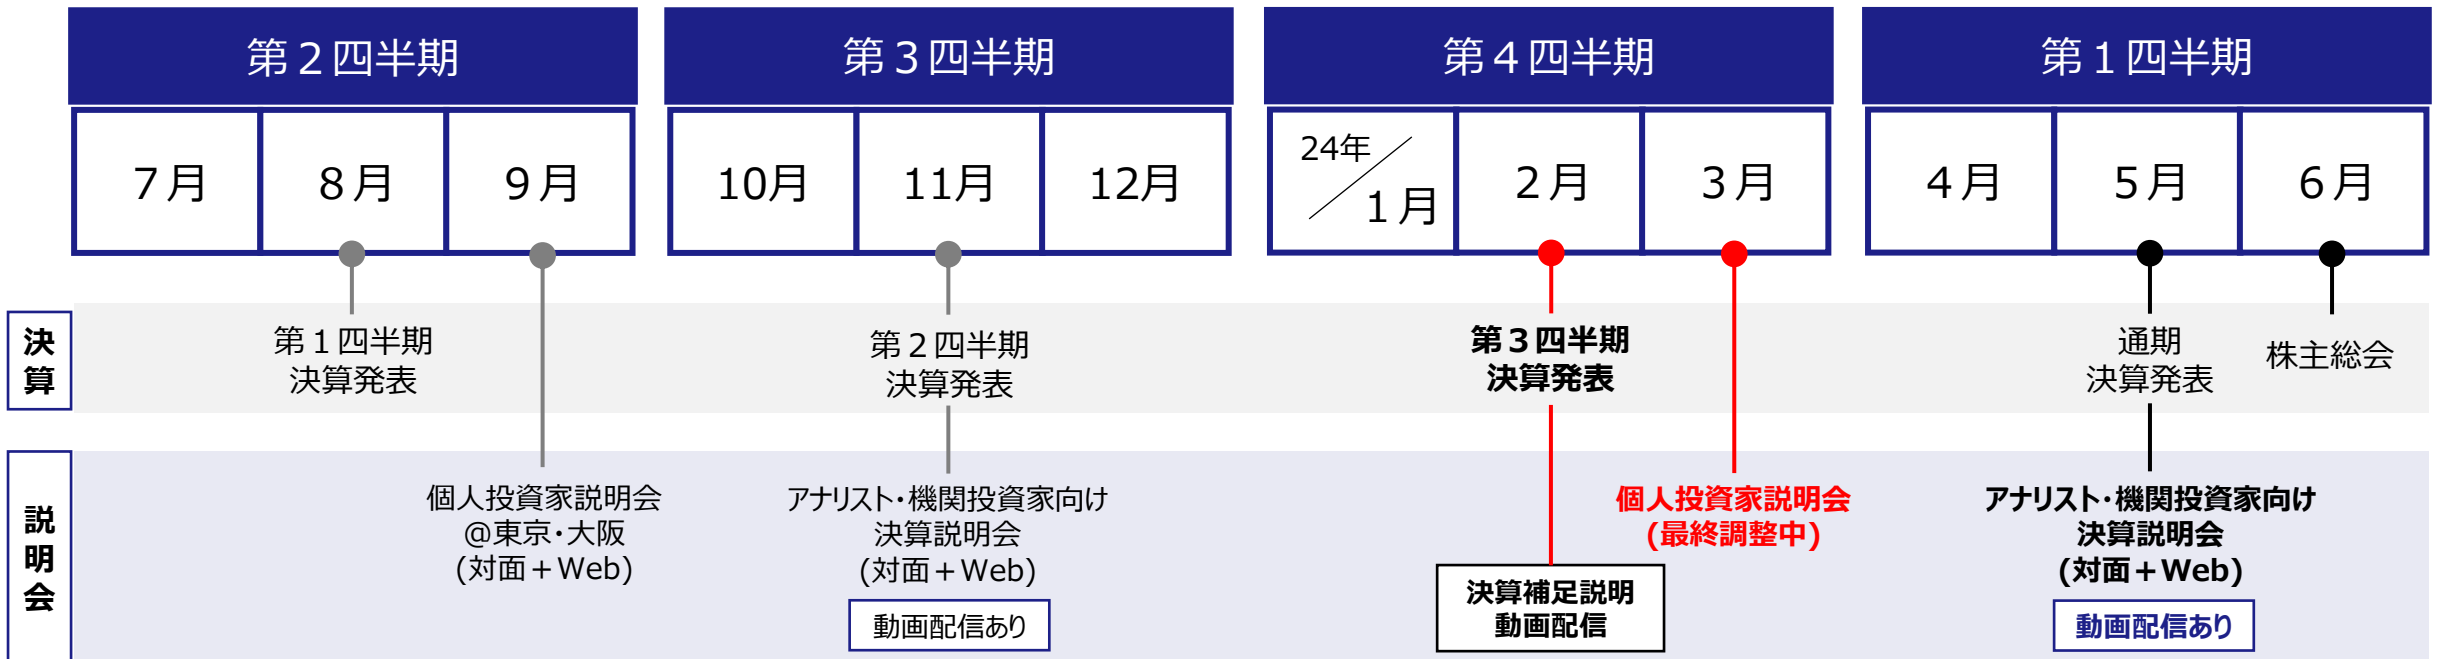 第２四半期
第３四半期
第４四半期
第１四半期
７月
８月
９月
10月
11月
12月
24年
１月
２月
３月
４月
５月
６月
決
算
第１四半期
決算発表
第２四半期
決算発表
第３四半期
決算発表
通期
決算発表
株主総会
説
明
会
個人投資家説明会
@東京・大阪
(対面＋Web)
アナリスト・機関投資家向け
決算説明会
(対面＋Web)
動画配信あり
決算補足説明
動画配信
個人投資家説明会
(最終調整中)
アナリスト・機関投資家向け
決算説明会
(対面＋Web)
動画配信あり